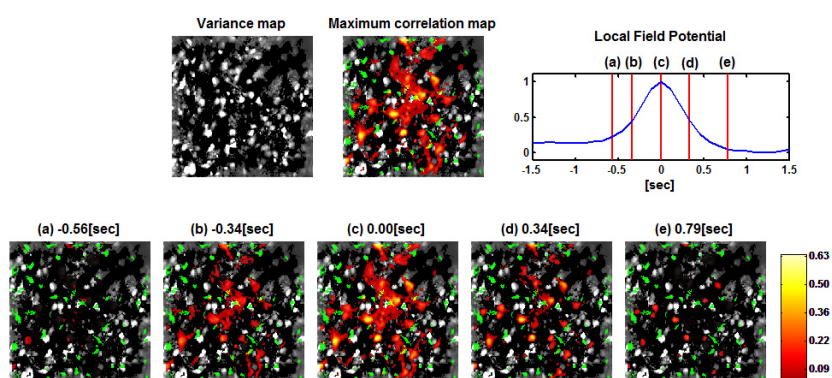 Variance map
Maximum correlation map
Local Field Potential
(a) (b) (c) (d) (e)
1
0
-1.5 -1 -0.5 0 0.5 1 1.5
[sec]
(a) -0.56[sec]
(b) -0.34[sec]
(c) 0.00[sec]
(d) 0.34[sec]
(e) 0.79[sec]
0.63
0.50
0.36
0.22
0.09